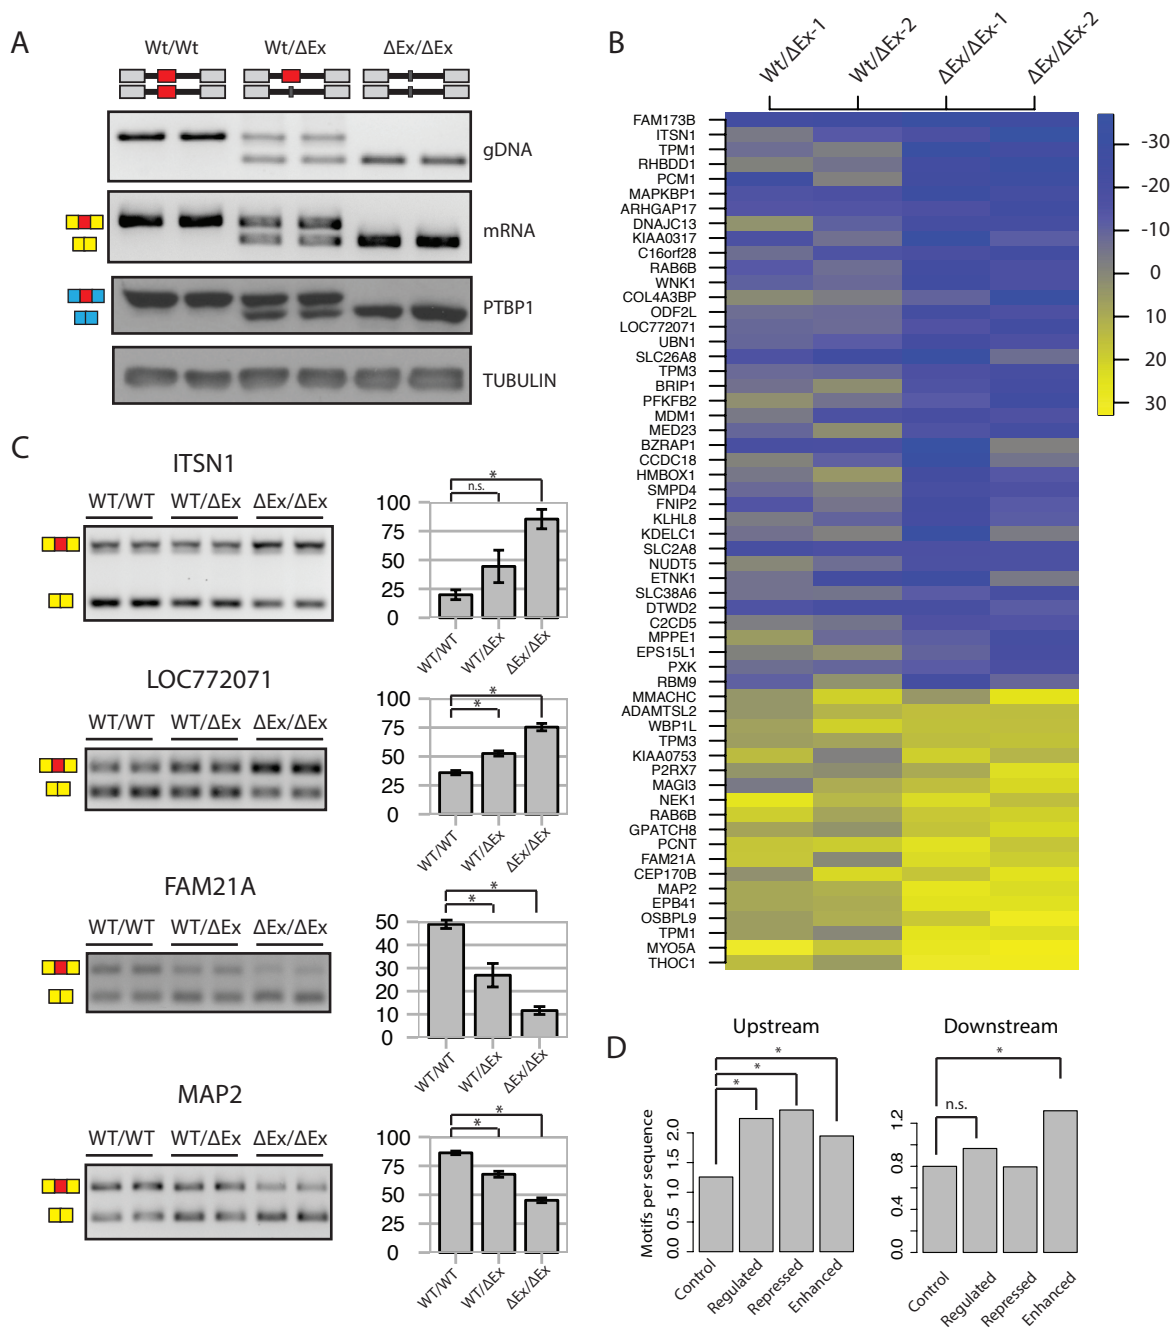 A
Wt/Wt
Wt/ΔEx
ΔEx/ΔEx
gDNA
mRNA
PTBP1
TUBULIN
B
Wt/ΔEx-1
Wt/ΔEx-2
ΔEx/ΔEx-1
ΔEx/ΔEx-2
FAM173B
ITSN1
TPM1
RHBDD1
PCM1
MAPKBP1
ARHGAP17
DNAJC13
KIAA0317
C16orf28
RAB6B
WNK1
COL4A3BP
ODF2L
LOC772071
UBN1
SLC26A8
TPM3
BRIP1
PFKFB2
MDM1
MED23
BZRAP1
CCDC18
HMBOX1
SMPD4
FNIP2
KLHL8
KDELC1
SLC2A8
NUDT5
ETNK1
SLC38A6
DTWD2
C2CD5
MPPE1
EPS15L1
PXK
RBM9
MMACHC
ADAMTSL2
WBP1L
TPM3
KIAA0753
P2RX7
MAGI3
NEK1
RAB6B
GPATCH8
PCNT
FAM21A
CEP170B
MAP2
EPB41
OSBPL9
TPM1
MYO5A
THOC1
-30
-20
-10
0
10
20
30
C
ITSN1
WT/WT WT/ΔEx ΔEx/ΔEx
*
n.s.
100
75
50
25
0
WT/WT
WT/ΔEx
ΔEx/ΔEx
LOC772071
WT/WT WT/ΔEx ΔEx/ΔEx
*
*
100
75
50
25
0
WT/WT
WT/ΔEx
ΔEx/ΔEx
FAM21A
WT/WT WT/ΔEx ΔEx/ΔEx
*
*
50
40
30
20
10
0
WT/WT
WT/ΔEx
ΔEx/ΔEx
MAP2
WT/WT WT/ΔEx ΔEx/ΔEx
*
*
100
75
50
25
0
WT/WT
WT/ΔEx
ΔEx/ΔEx
D
Upstream
*
*
*
Motifs per sequence
2.0
1.5
1.0
0.5
0.0
Control
Regulated
Repressed
Enhanced
Downstream
*
n.s.
1.2
0.8
0.4
0.0
Control
Regulated
Repressed
Enhanced